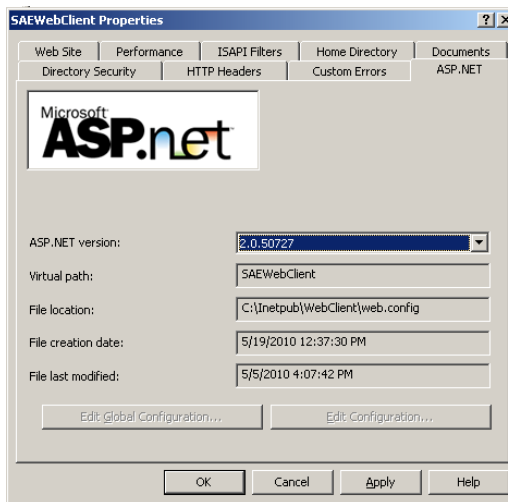 SAEWebClient Properties
Web Site Performance ISAPI Filters Home Directory Documents
Directory Security HTTP Headers Custom Errors ASP.NET
Microsoft
ASP.net
ASP.NET version: 2.0.50727
Virtual path: SAEWebClient
File location: C:\Inetpub\WebClient\web.config
File creation date: 5/19/2010 12:37:30 PM
File last modified: 5/5/2010 4:07:42 PM
Edit Global Configuration... Edit Configuration...
OK Cancel Apply Help